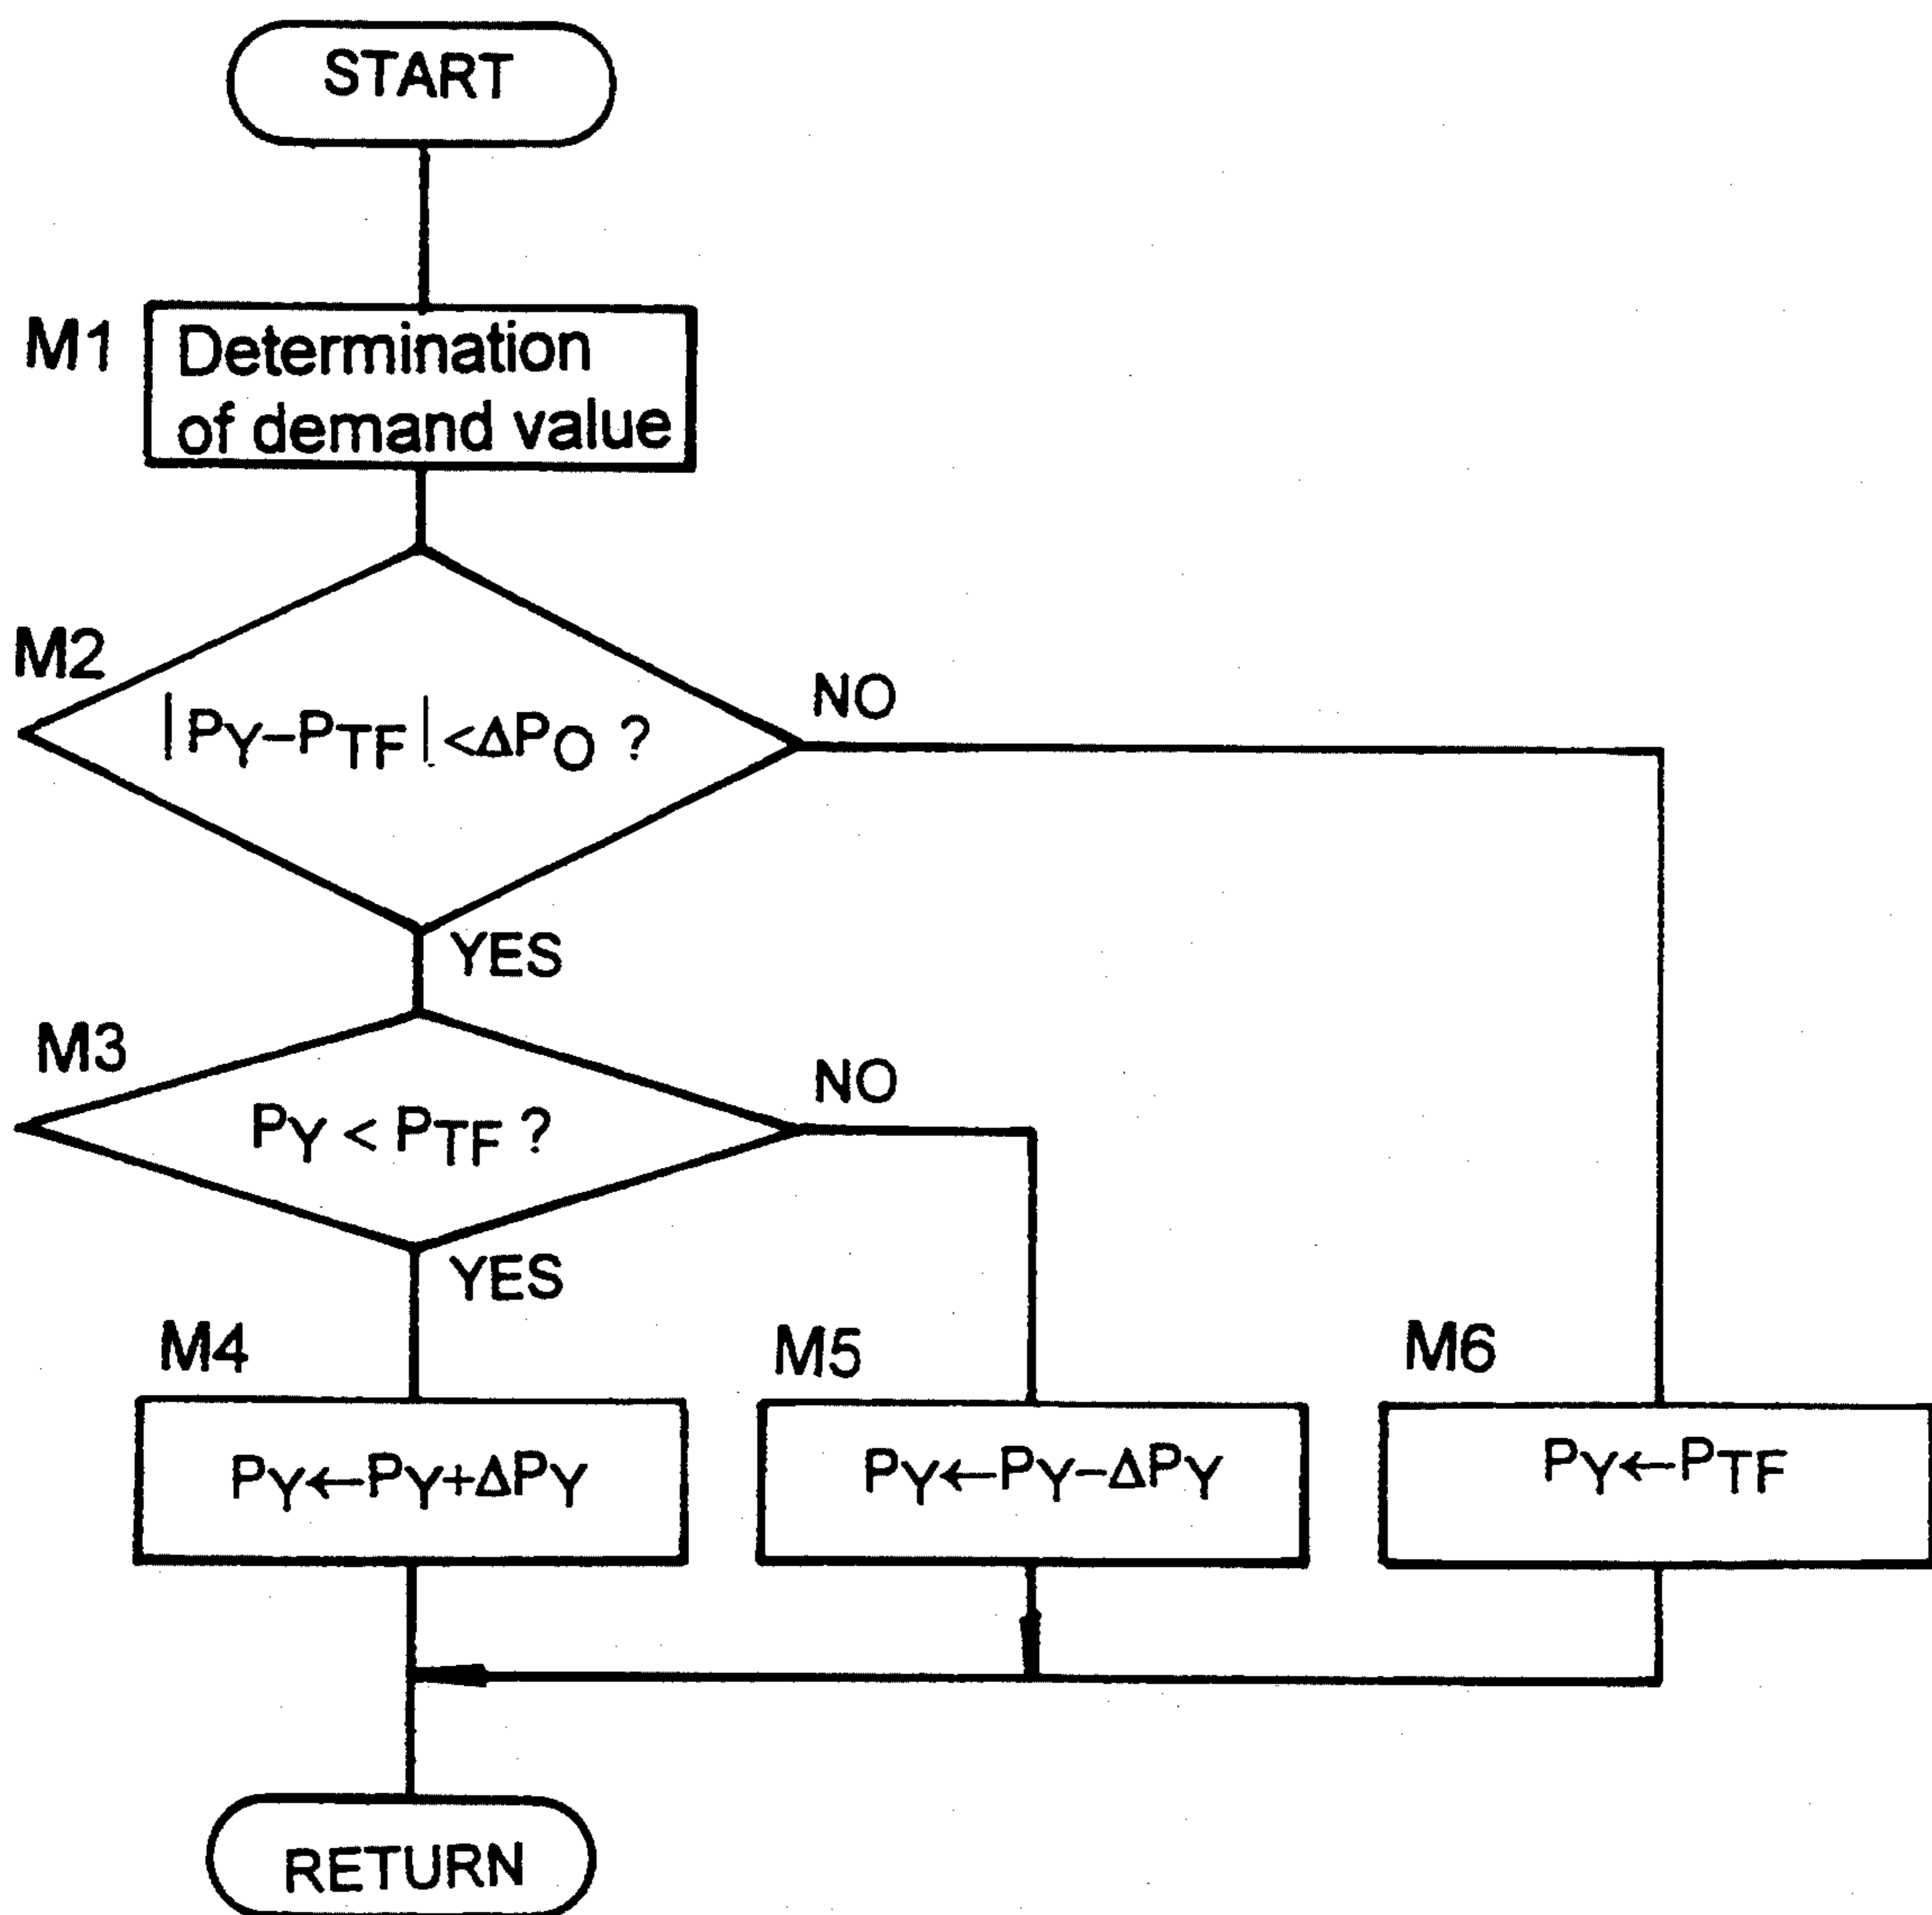 START
M1
Determination
of demand value
M2
|PY–PTF|<ΔPO ?
NO
YES
M3
PY < PTF ?
NO
YES
M4
M5
M6
PY←PY+ΔPY
PY←PY–ΔPY
PY←PTF
RETURN